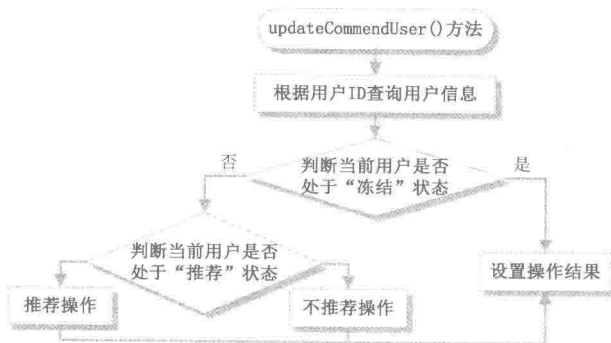 updateCommendUser()方法
根据用户ID查询用户信息
否
判断当前用户是否
处于“冻结”状态
是
判断当前用户是否
处于“推荐”状态
设置操作结果
推荐操作
不推荐操作